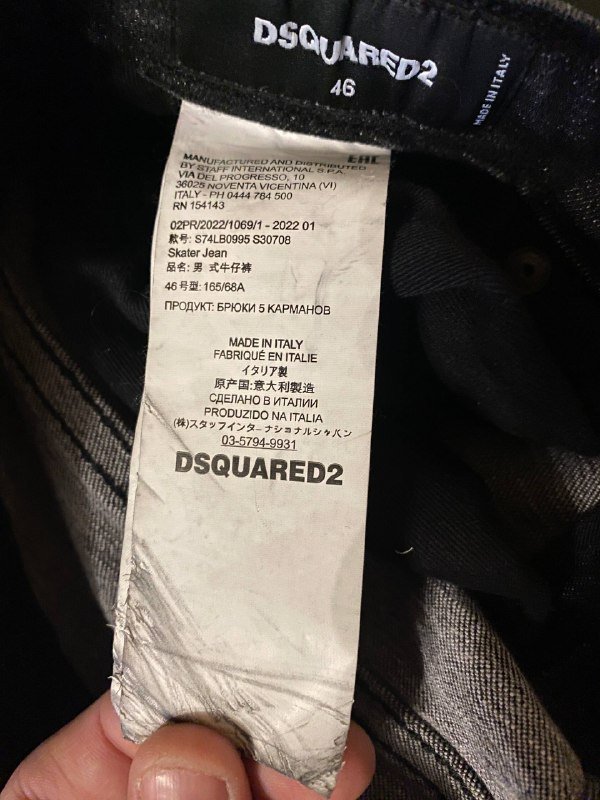 DSQUARED2
46
MADE IN ITALY
EAC
MANUFACTURED AND DISTRIBUTED
BY STAFF INTERNATIONAL S.P.A.
VIA DEL PROGRESSO, 10
36025 NOVENTA VICENTINA (VI)
ITALY - PH 0444 784 500
RN 154143
02PR/2022/1069/1 - 2022 01
款号: S74LB0995 S30708
Skater Jean
品名: 男 式牛仔裤
46 号型: 165/68A
ПРОДУКТ: БРЮКИ 5 КАРМАНОВ
MADE IN ITALY
FABRIQUÉ EN ITALIE
イタリア製
原产国:意大利製造
СДЕЛАНО В ИТАЛИИ
PRODUZIDO NA ITALIA
(株)スタッフインターナショナルジャパン
03-5794-9931
DSQUARED2